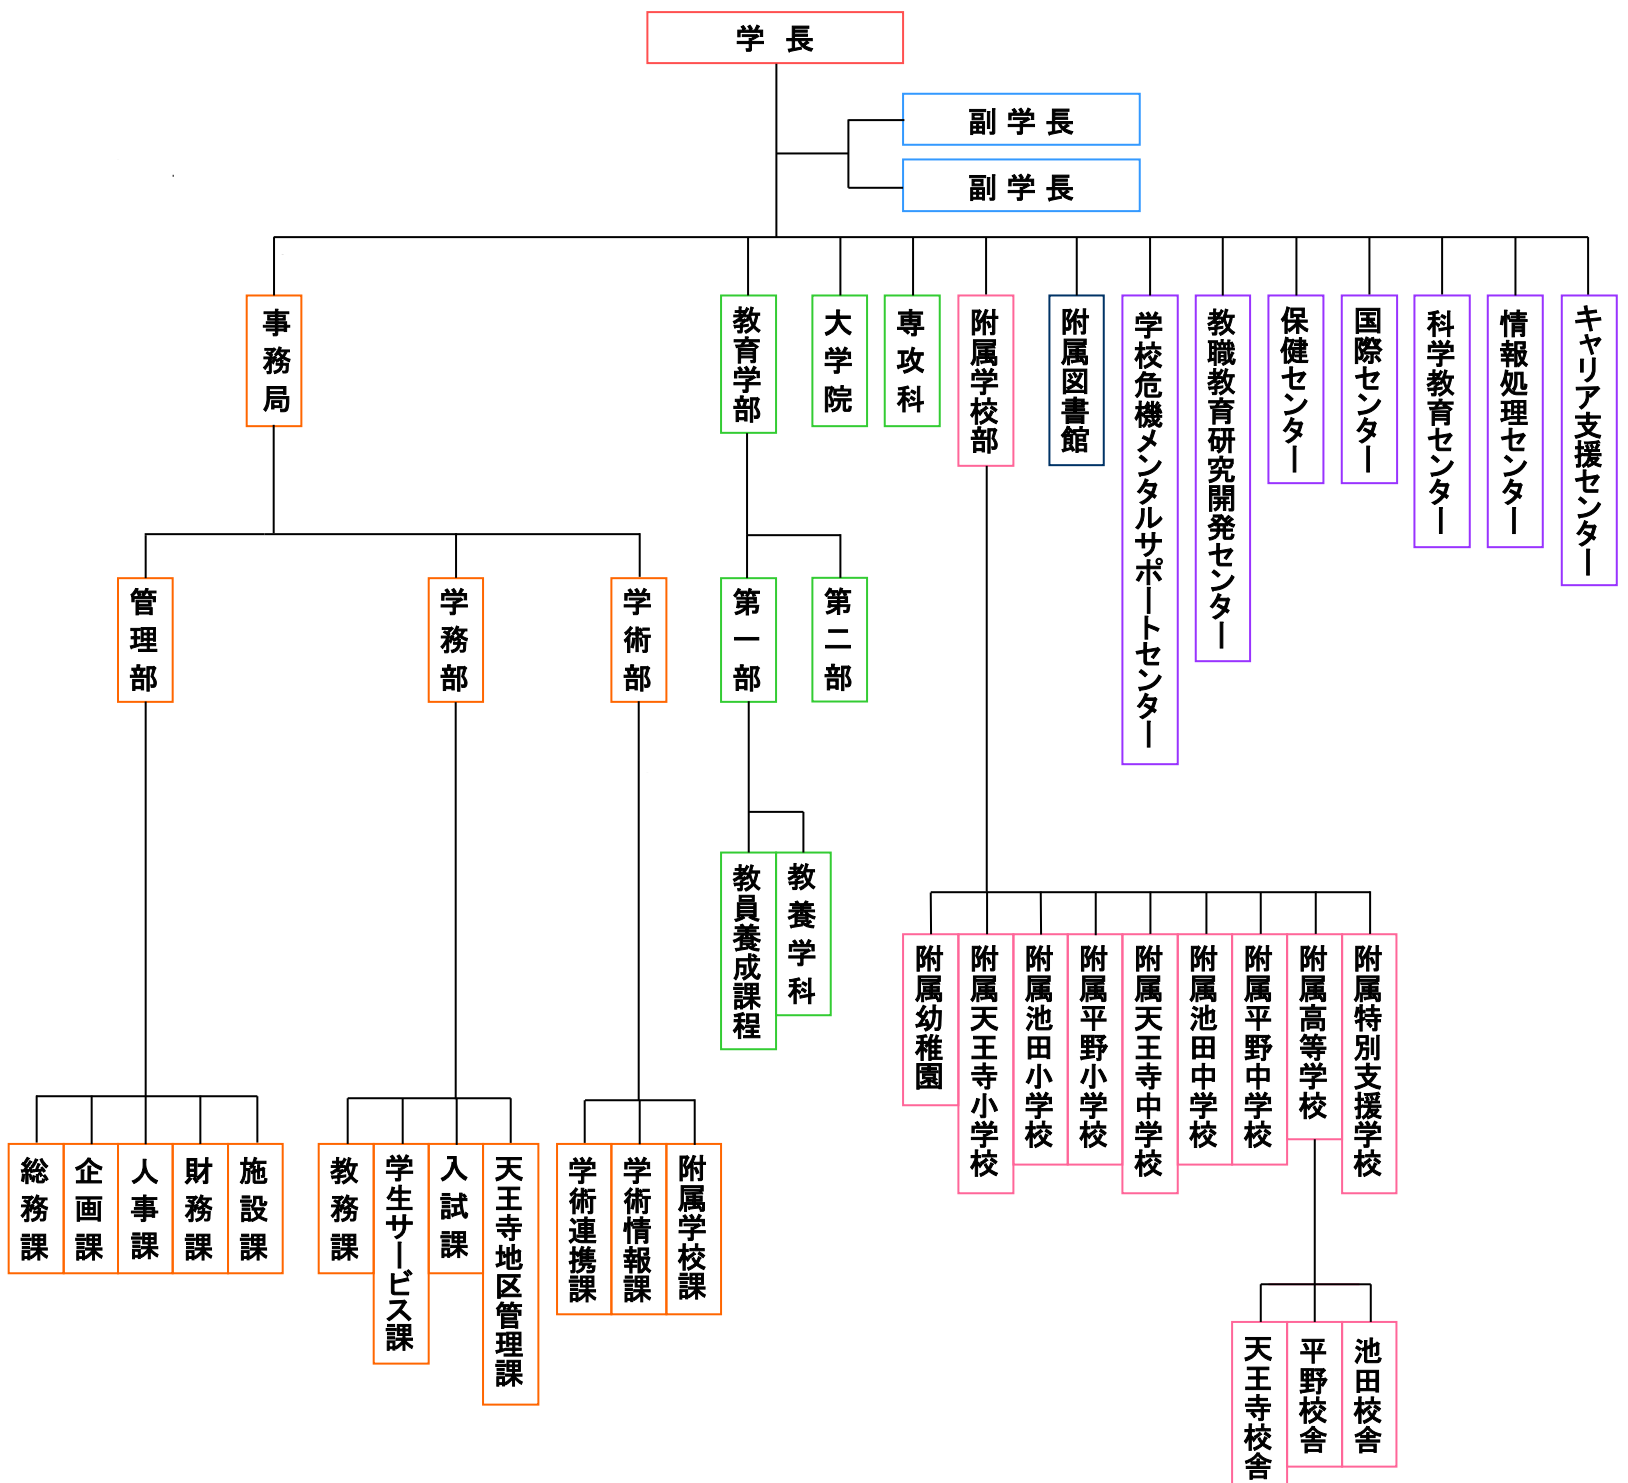 学 長
副 学 長
副 学 長
事務局
教育学部
大学院
専攻科
附属学校部
附属図書館
学校危機メンタルサポートセンター
教職教育研究開発センター
保健センター
国際センター
科学教育センター
情報処理センター
キャリア支援センター
管理部
学務部
学術部
第一部
第二部
教員養成課程
教養学科
附属幼稚園
附属天王寺小学校
附属池田小学校
附属平野小学校
附属天王寺中学校
附属池田中学校
附属平野中学校
附属高等学校
附属特別支援学校
総務課
企画課
人事課
財務課
施設課
教務課
学生サービス課
入試課
天王寺地区管理課
学術連携課
学術情報課
附属学校課
天王寺校舎
平野校舎
池田校舎